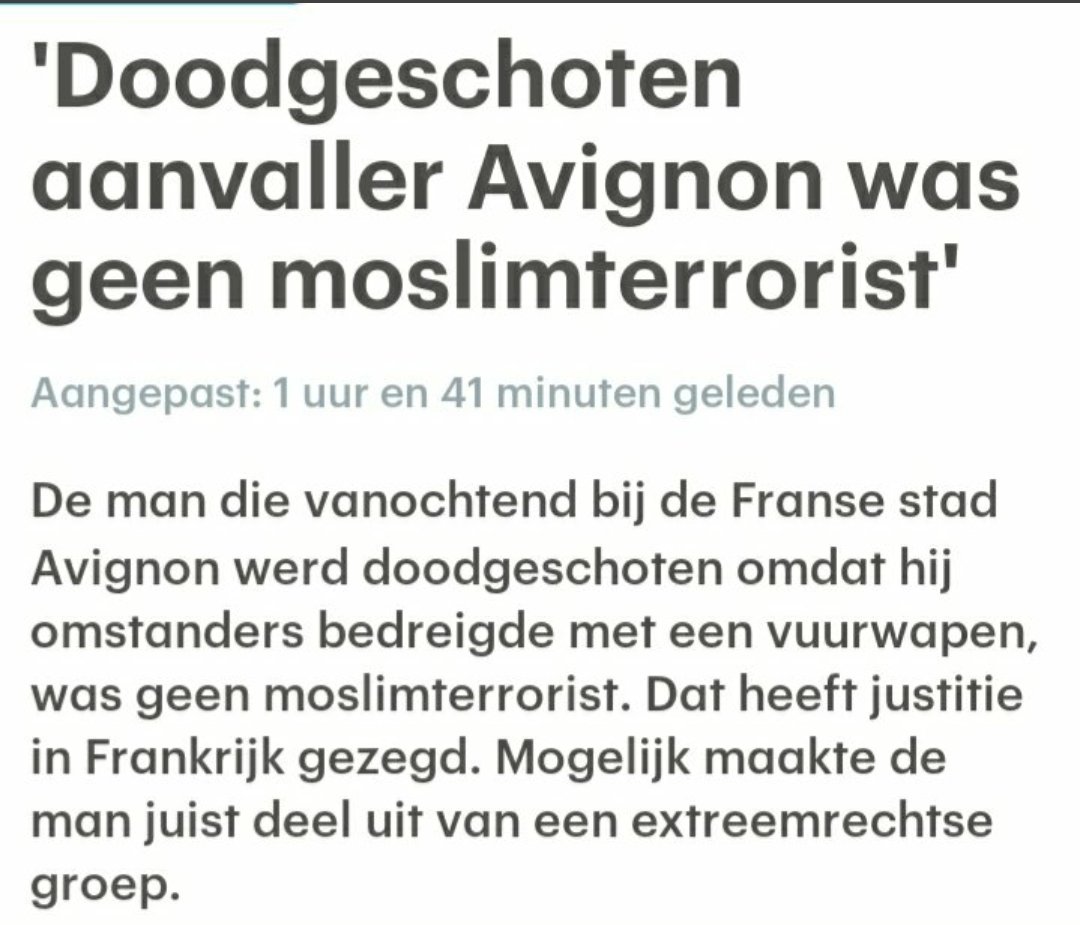 'Doodgeschoten
aanvaller Avignon was
geen moslimterrorist'
Aangepast: 1 uur en 41 minuten geleden
De man die vanochtend bij de Franse stad
Avignon werd doodgeschoten omdat hij
omstanders bedreigde met een vuurwapen,
was geen moslimterrorist. Dat heeft justitie
in Frankrijk gezegd. Mogelijk maakte de
man juist deel uit van een extreemrechtse
groep.